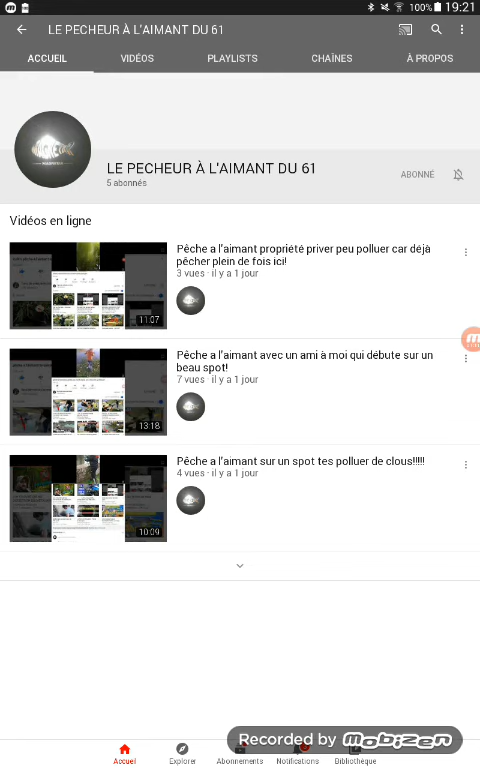 100% 19:21
LE PECHEUR À L'AIMANT DU 61
ACCUEIL VIDÉOS PLAYLISTS CHAÎNES À PROPOS
LE PECHEUR À L'AIMANT DU 61
5 abonnés
ABONNÉ
Vidéos en ligne
Pêche a l'aimant propriété priver peu polluer car déjà
pêcher plein de fois ici!
3 vues · il y a 1 jour
11:07
Pêche a l'aimant avec un ami à moi qui débute sur un
beau spot!
7 vues · il y a 1 jour
13:18
Pêche a l'aimant sur un spot tes polluer de clous!!!!!
4 vues · il y a 1 jour
10:09
Recorded by mobizen
Accueil Explorer Abonnements Notifications Bibliothèque